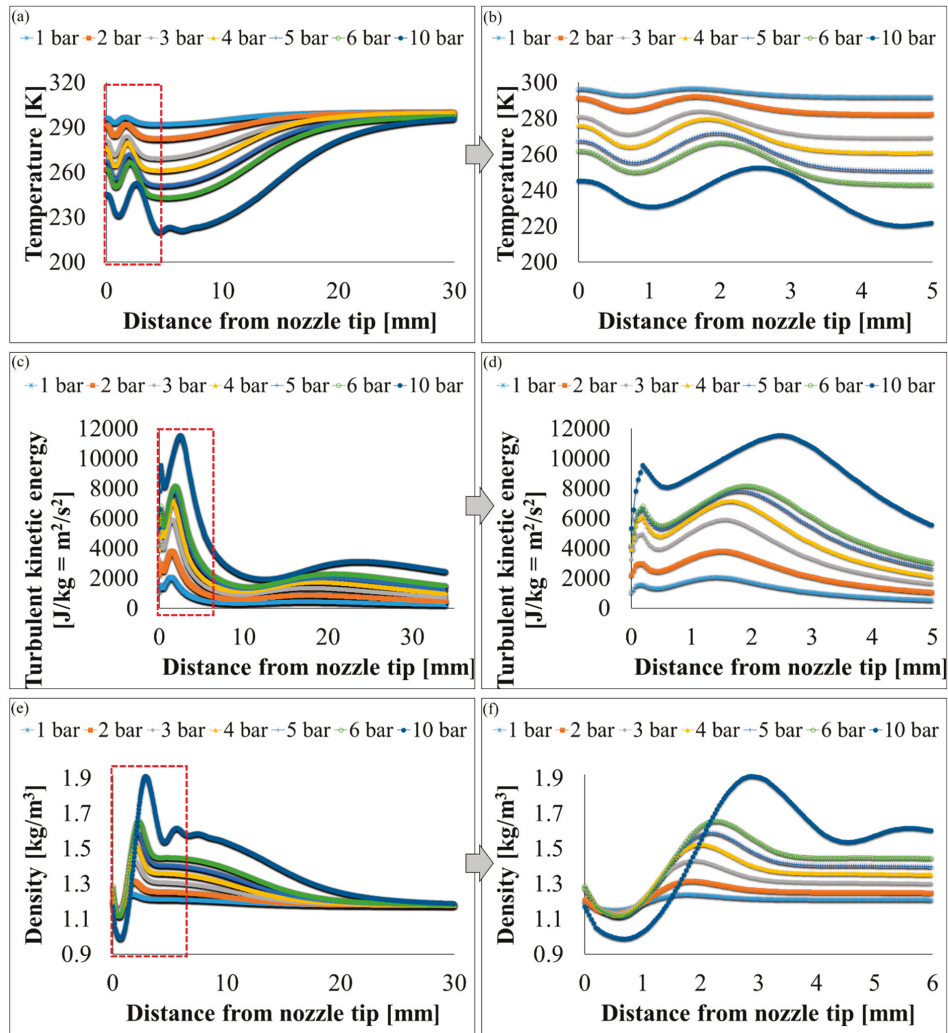 (a)
1 bar 2 bar 3 bar 4 bar 5 bar 6 bar 10 bar
Temperature [K]
320
290
260
230
200
0 10 20 30
Distance from nozzle tip [mm]
(b)
1 bar 2 bar 3 bar 4 bar 5 bar 6 bar 10 bar
Temperature [K]
300
280
260
240
220
200
0 1 2 3 4 5
Distance from nozzle tip [mm]
(c)
1 bar 2 bar 3 bar 4 bar 5 bar 6 bar 10 bar
Turbulent kinetic energy
[J/kg = m²/s²]
12000
10000
8000
6000
4000
2000
0
0 10 20 30
Distance from nozzle tip [mm]
(d)
1 bar 2 bar 3 bar 4 bar 5 bar 6 bar 10 bar
Turbulent kinetic energy
[J/kg = m²/s²]
12000
10000
8000
6000
4000
2000
0
0 1 2 3 4 5
Distance from nozzle tip [mm]
(e)
1 bar 2 bar 3 bar 4 bar 5 bar 6 bar 10 bar
Density [kg/m³]
1.9
1.7
1.5
1.3
1.1
0.9
0 10 20 30
Distance from nozzle tip [mm]
(f)
1 bar 2 bar 3 bar 4 bar 5 bar 6 bar 10 bar
Density [kg/m³]
1.9
1.7
1.5
1.3
1.1
0.9
0 1 2 3 4 5 6
Distance from nozzle tip [mm]